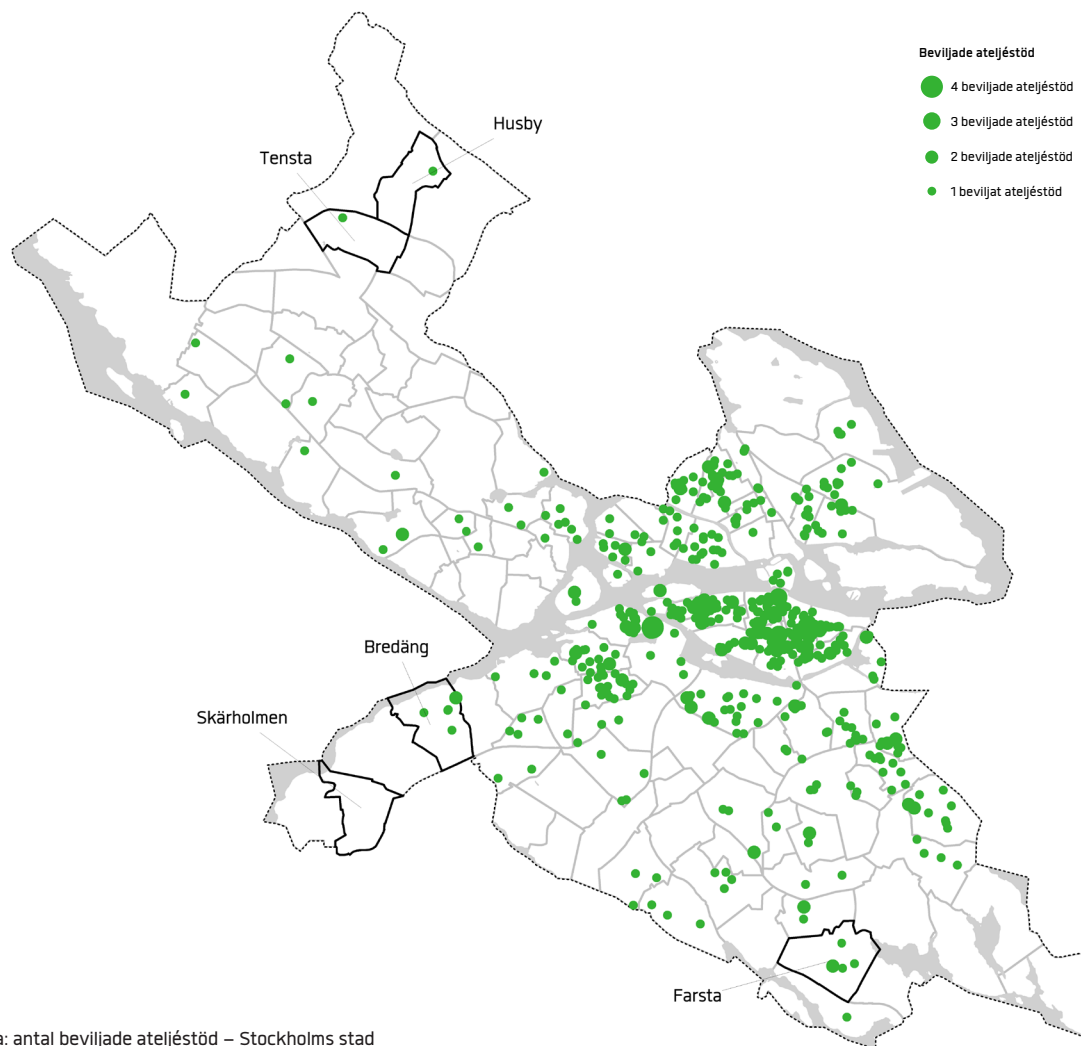 Beviljade ateljéstöd
4 beviljade ateljéstöd
3 beviljade ateljéstöd
2 beviljade ateljéstöd
1 beviljat ateljéstöd
Husby
Tensta
Bredäng
Skärholmen
Farsta
antal beviljade ateljéstöd – Stockholms stad